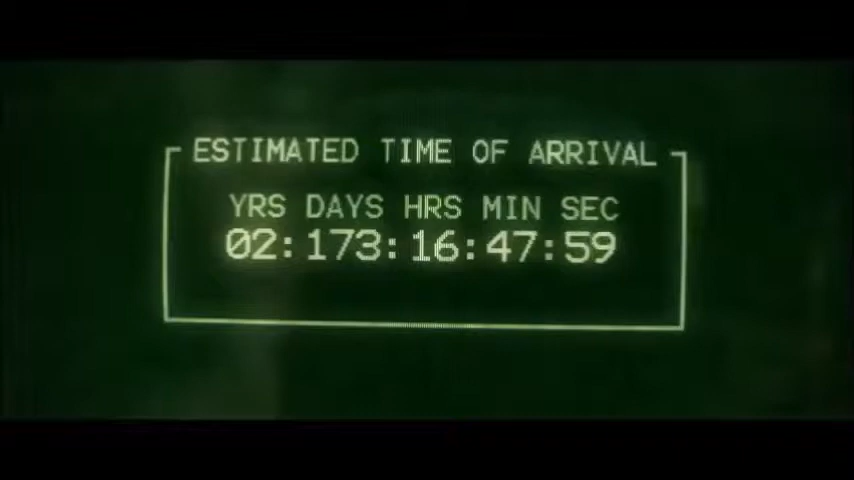 ESTIMATED TIME OF ARRIVAL
YRS DAYS HRS MIN SEC
02:173:16:47:59